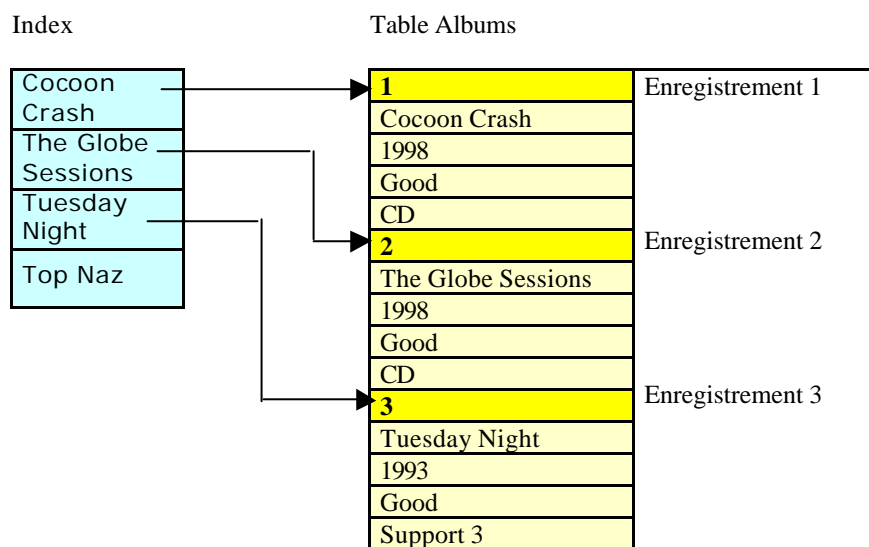 Index
Table Albums
Cocoon
Crash
The Globe
Sessions
Tuesday
Night
Top Naz
1
Cocoon Crash
1998
Good
CD
2
The Globe Sessions
1998
Good
CD
3
Tuesday Night
1993
Good
Support 3
Enregistrement 1
Enregistrement 2
Enregistrement 3